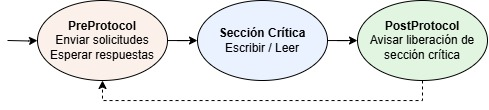 PreProtocol
Enviar solicitudes
Esperar respuestas
Sección Crítica
Escribir / Leer
PostProtocol
Avisar liberación de
sección crítica